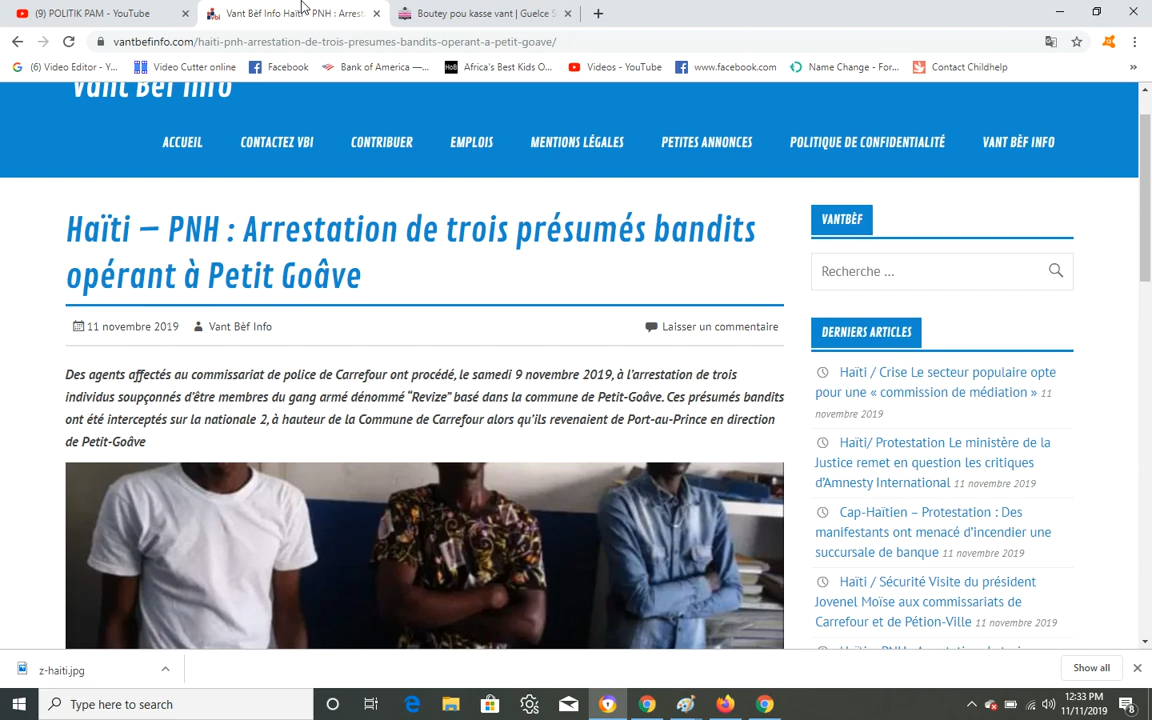 (9) POLITIK PAM - YouTube
Vant Bèf Info Haïti – PNH : Arrest
Boutey pou kasse vant | Guelce S
vantbefinfo.com/haiti-pnh-arrestation-de-trois-presumes-bandits-operant-a-petit-goave/
(6) Video Editor - Y...
Video Cutter online
Facebook
Bank of America —...
HoB
Africa's Best Kids O...
Videos - YouTube
www.facebook.com
Name Change - For...
Contact Childhelp
»
Vant Bèf Info
ACCUEIL
CONTACTEZ VBI
CONTRIBUER
EMPLOIS
MENTIONS LÉGALES
PETITES ANNONCES
POLITIQUE DE CONFIDENTIALITÉ
VANT BÈF INFO
Haïti – PNH : Arrestation de trois présumés bandits
opérant à Petit Goâve
11 novembre 2019
Vant Bèf Info
Laisser un commentaire
Des agents affectés au commissariat de police de Carrefour ont procédé, le samedi 9 novembre 2019, à l'arrestation de trois
individus soupçonnés d'être membres du gang armé dénommé “Revize” basé dans la commune de Petit-Goâve. Ces présumés bandits
ont été interceptés sur la nationale 2, à hauteur de la Commune de Carrefour alors qu'ils revenaient de Port-au-Prince en direction
de Petit-Goâve
VANTBÈF
Recherche …
DERNIERS ARTICLES
Haïti / Crise Le secteur populaire opte
pour une « commission de médiation » 11
novembre 2019
Haïti/ Protestation Le ministère de la
Justice remet en question les critiques
d'Amnesty International 11 novembre 2019
Cap-Haïtien – Protestation : Des
manifestants ont menacé d'incendier une
succursale de banque 11 novembre 2019
Haïti / Sécurité Visite du président
Jovenel Moïse aux commissariats de
Carrefour et de Pétion-Ville 11 novembre 2019
z-haiti.jpg
Show all
Type here to search
12:33 PM
11/11/2019
8